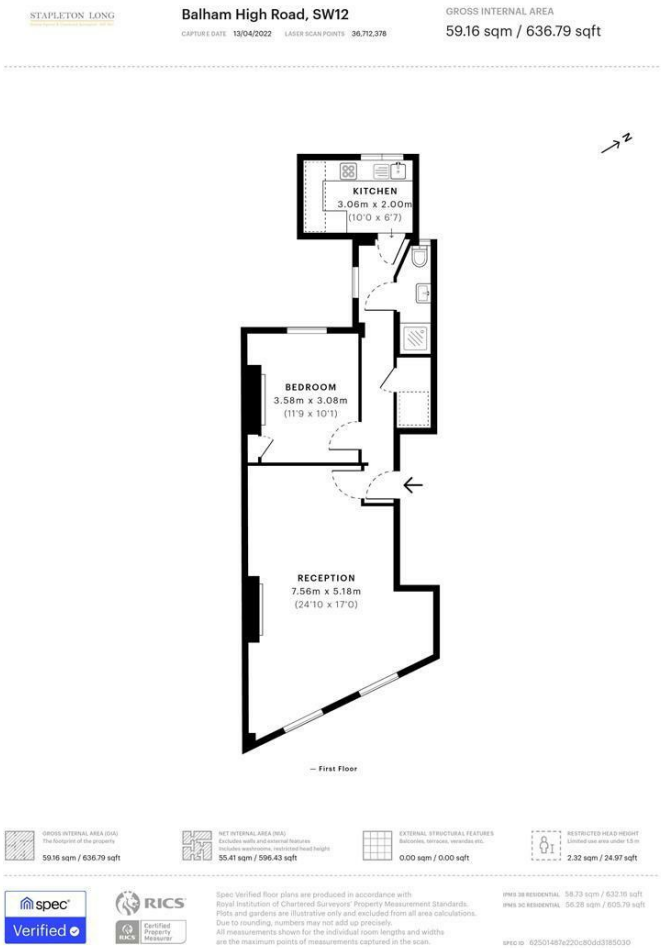 STAPLETON LONG
Balham High Road, SW12
CAPTURE DATE 13/04/2022 LASER SCAN POINTS 36,712,378
GROSS INTERNAL AREA
59.16 sqm / 636.79 sqft
N
KITCHEN
3.06m x 2.00m
(10'0 x 6'7)
BEDROOM
3.58m x 3.08m
(11'9 x 10'1)
RECEPTION
7.56m x 5.18m
(24'10 x 17'0)
— First Floor
GROSS INTERNAL AREA (GIA)
The footprint of the property
59.16 sqm / 636.79 sqft
NET INTERNAL AREA (NIA)
Excludes walls and external features
Includes washrooms, restricted head height
55.41 sqm / 596.43 sqft
EXTERNAL STRUCTURAL FEATURES
Balconies, terraces, verandas etc.
0.00 sqm / 0.00 sqft
RESTRICTED HEAD HEIGHT
Limited use area under 1.5 m
2.32 sqm / 24.97 sqft
spec
Verified
RICS
RICS
Certified
Property
Measurer
Spec Verified floor plans are produced in accordance with
Royal Institution of Chartered Surveyors' Property Measurement Standards.
Plots and gardens are illustrative only and excluded from all area calculations.
Due to rounding, numbers may not add up precisely.
All measurements shown for the individual room lengths and widths
are the maximum points of measurements captured in the scan.
IPMS 3B RESIDENTIAL 58.73 sqm / 632.16 sqft
IPMS 3C RESIDENTIAL 56.28 sqm / 605.79 sqft
SPEC ID 62501487e220c80dd3185030